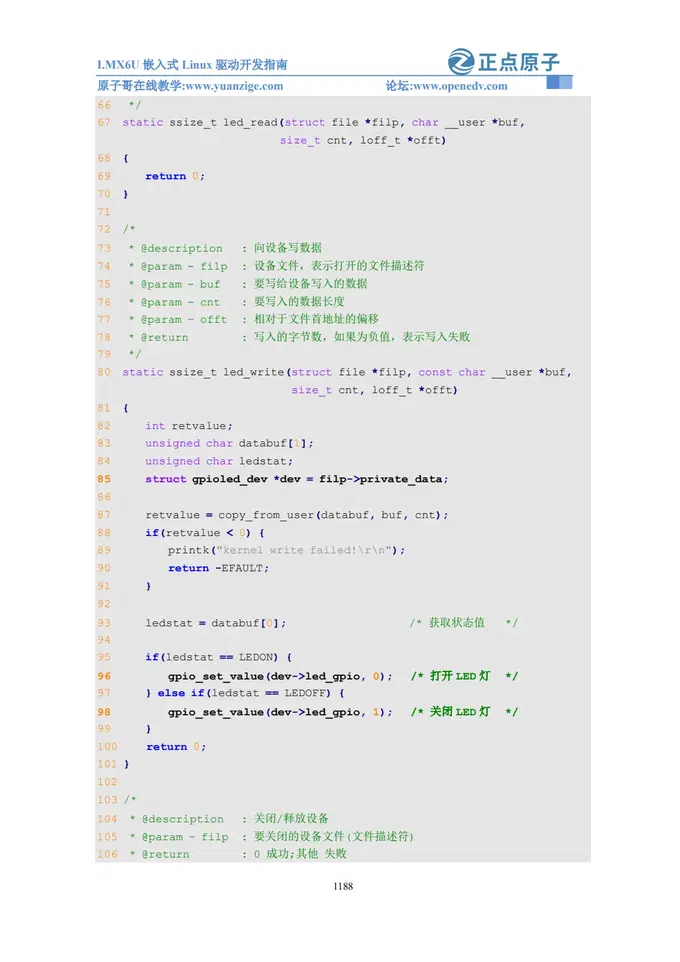 I.MX6U 嵌入式 Linux 驱动开发指南
正点原子
原子哥在线教学:www.yuanzige.com 论坛:www.openedv.com
66 */
67 static ssize_t led_read(struct file *filp, char __user *buf,
size_t cnt, loff_t *offt)
68 {
69 return 0;
70 }
71
72 /*
73 * @description : 向设备写数据
74 * @param - filp : 设备文件，表示打开的文件描述符
75 * @param - buf : 要写给设备写入的数据
76 * @param - cnt : 要写入的数据长度
77 * @param - offt : 相对于文件首地址的偏移
78 * @return : 写入的字节数，如果为负值，表示写入失败
79 */
80 static ssize_t led_write(struct file *filp, const char __user *buf,
size_t cnt, loff_t *offt)
81 {
82 int retvalue;
83 unsigned char databuf[1];
84 unsigned char ledstat;
85 struct gpioled_dev *dev = filp->private_data;
86
87 retvalue = copy_from_user(databuf, buf, cnt);
88 if(retvalue < 0) {
89 printk("kernel write failed!\r\n");
90 return -EFAULT;
91 }
92
93 ledstat = databuf[0]; /* 获取状态值 */
94
95 if(ledstat == LEDON) {
96 gpio_set_value(dev->led_gpio, 0); /* 打开 LED 灯 */
97 } else if(ledstat == LEDOFF) {
98 gpio_set_value(dev->led_gpio, 1); /* 关闭 LED 灯 */
99 }
100 return 0;
101 }
102
103 /*
104 * @description : 关闭/释放设备
105 * @param - filp : 要关闭的设备文件(文件描述符)
106 * @return : 0 成功;其他 失败
1188